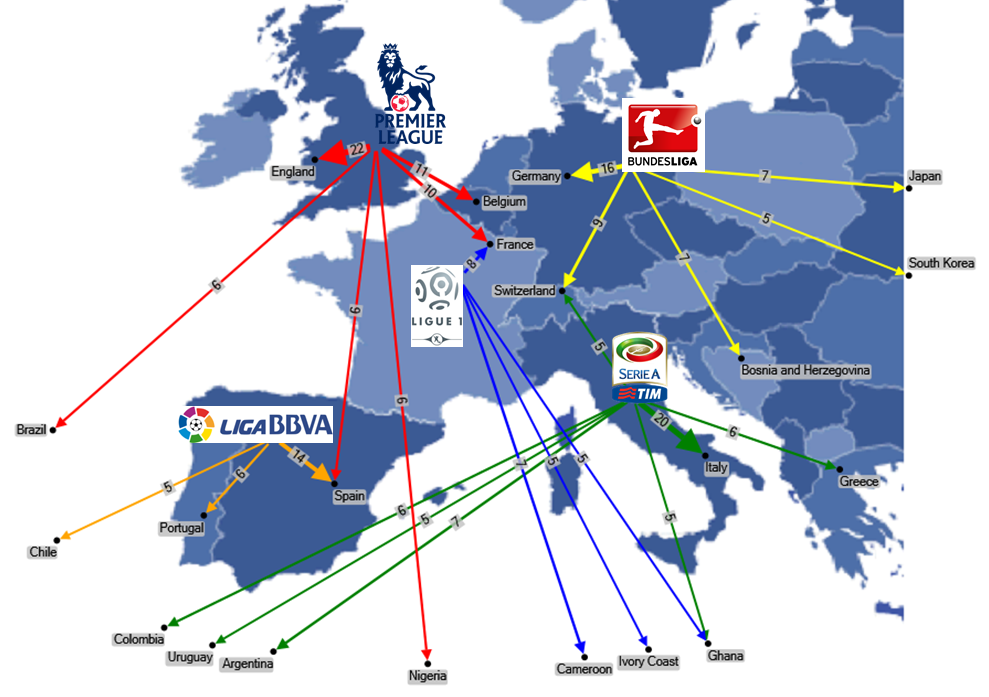 PREMIER
LEAGUE
22
England
11
10
Belgium
France
8
BUNDESLIGA
Germany
16
7
Japan
5
South Korea
9
7
Switzerland
Bosnia and Herzegovina
LIGUE 1
6
6
6
Brazil
5
SERIE A
TIM
LIGA BBVA
14
Spain
6
Portugal
5
Chile
20
Italy
6
Greece
6
5
7
7
5
5
5
Colombia
Uruguay
Argentina
Nigeria
Cameroon
Ivory Coast
Ghana